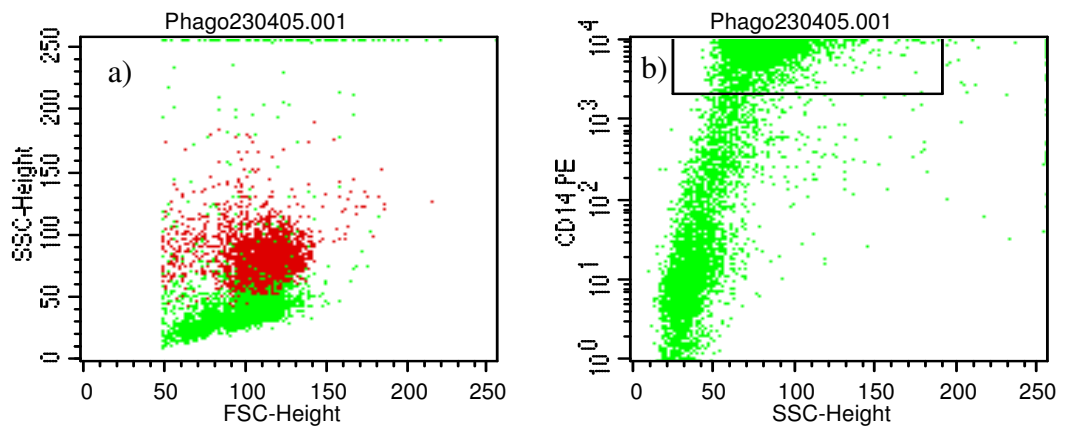 Phago230405.001
a)
SSC-Height
250
200
150
100
50
0
0 50 100 150 200 250
FSC-Height
Phago230405.001
b)
CD14 PE
10^4
10^3
10^2
10^1
10^0
0 50 100 150 200 250
SSC-Height